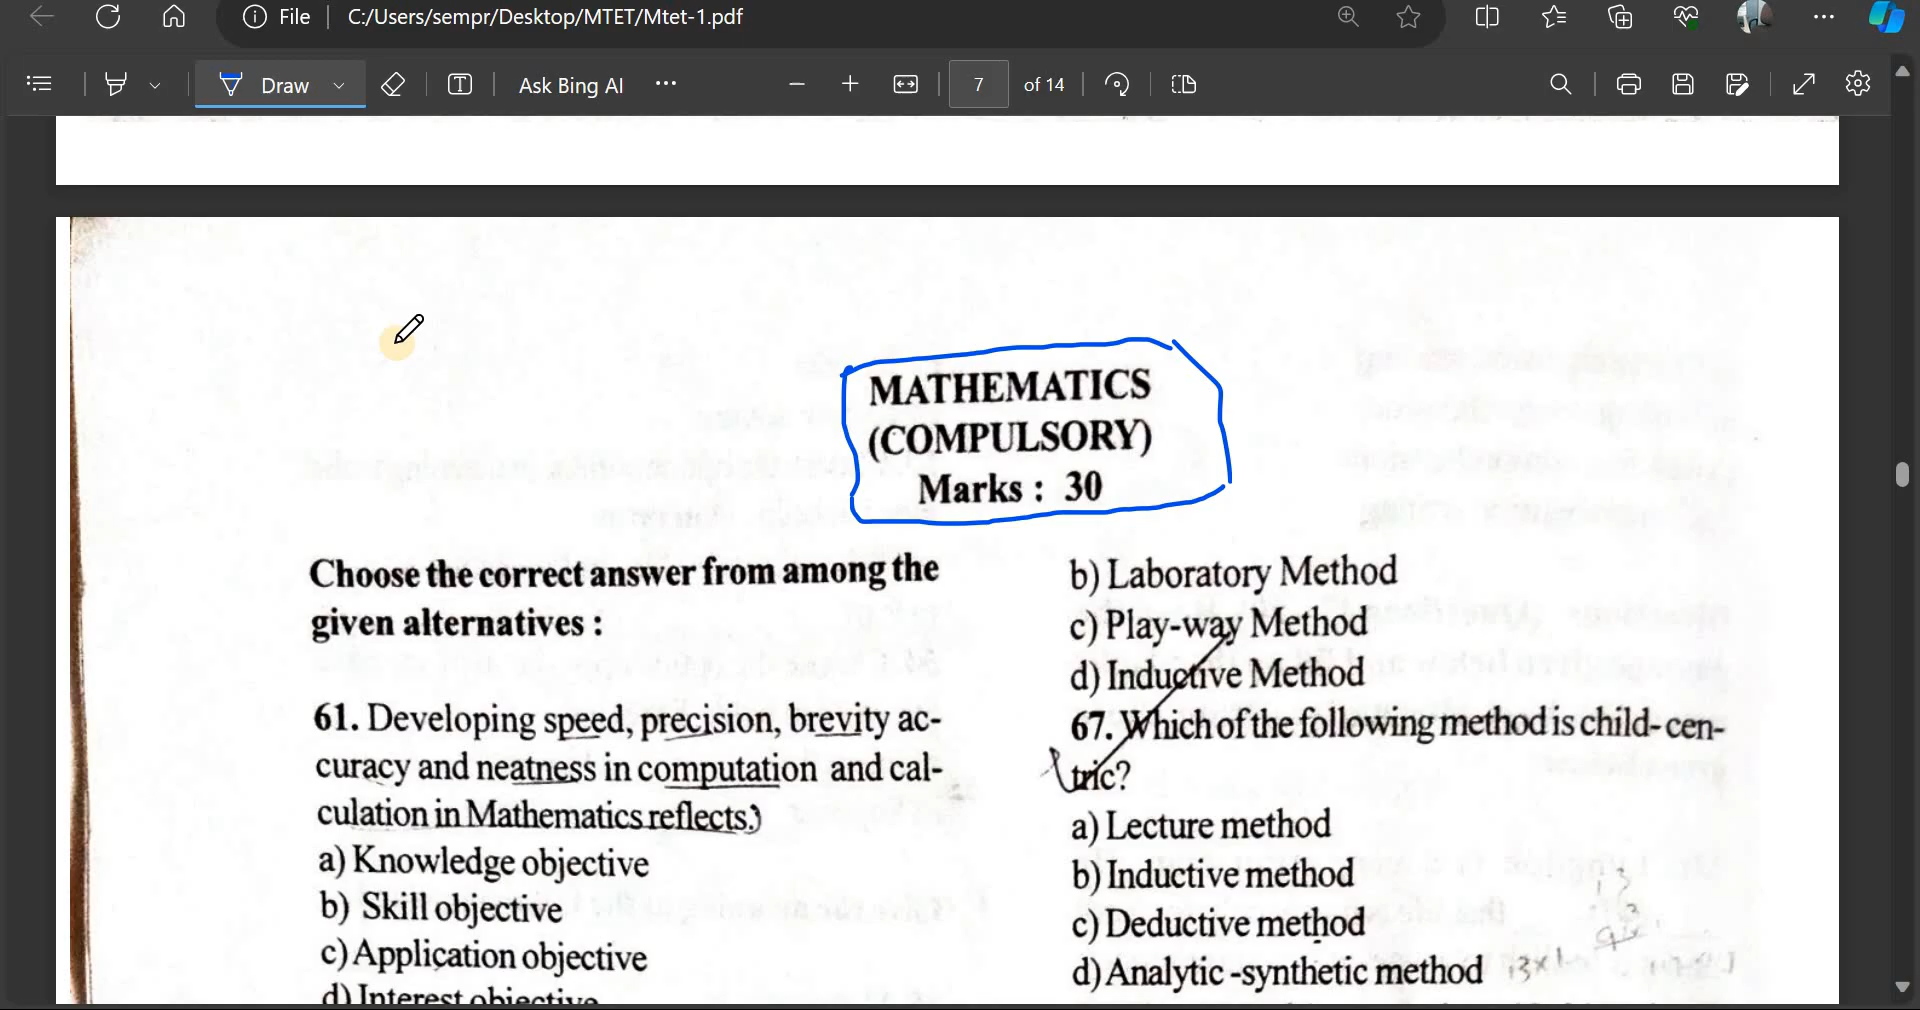 File
C:/Users/sempr/Desktop/MTET/Mtet-1.pdf
Draw
Ask Bing AI
7 of 14
MATHEMATICS
(COMPULSORY)
Marks : 30
Choose the correct answer from among the
given alternatives :
61. Developing speed, precision, brevity ac-
curacy and neatness in computation and cal-
culation in Mathematics reflects.)
a) Knowledge objective
b) Skill objective
c) Application objective
d) Interest objective
b) Laboratory Method
c) Play-way Method
d) Inductive Method
67. Which of the following method is child-cen-
tric?
a) Lecture method
b) Inductive method
c) Deductive method
d) Analytic -synthetic method